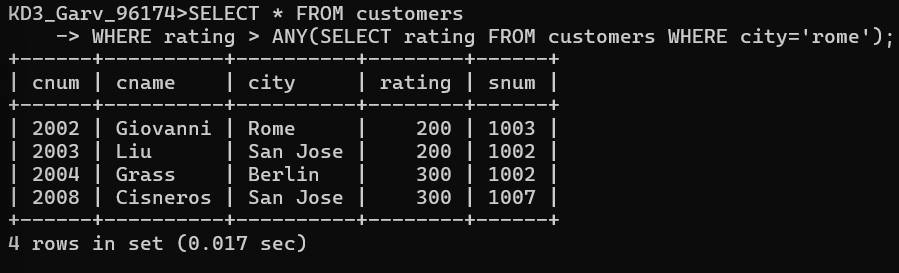 KD3_Garv_96174>SELECT * FROM customers
    -> WHERE rating > ANY(SELECT rating FROM customers WHERE city='rome');
+------+----------+----------+--------+------+
| cnum | cname    | city     | rating | snum |
+------+----------+----------+--------+------+
| 2002 | Giovanni | Rome     |    200 | 1003 |
| 2003 | Liu      | San Jose |    200 | 1002 |
| 2004 | Grass    | Berlin   |    300 | 1002 |
| 2008 | Cisneros | San Jose |    300 | 1007 |
+------+----------+----------+--------+------+
4 rows in set (0.017 sec)